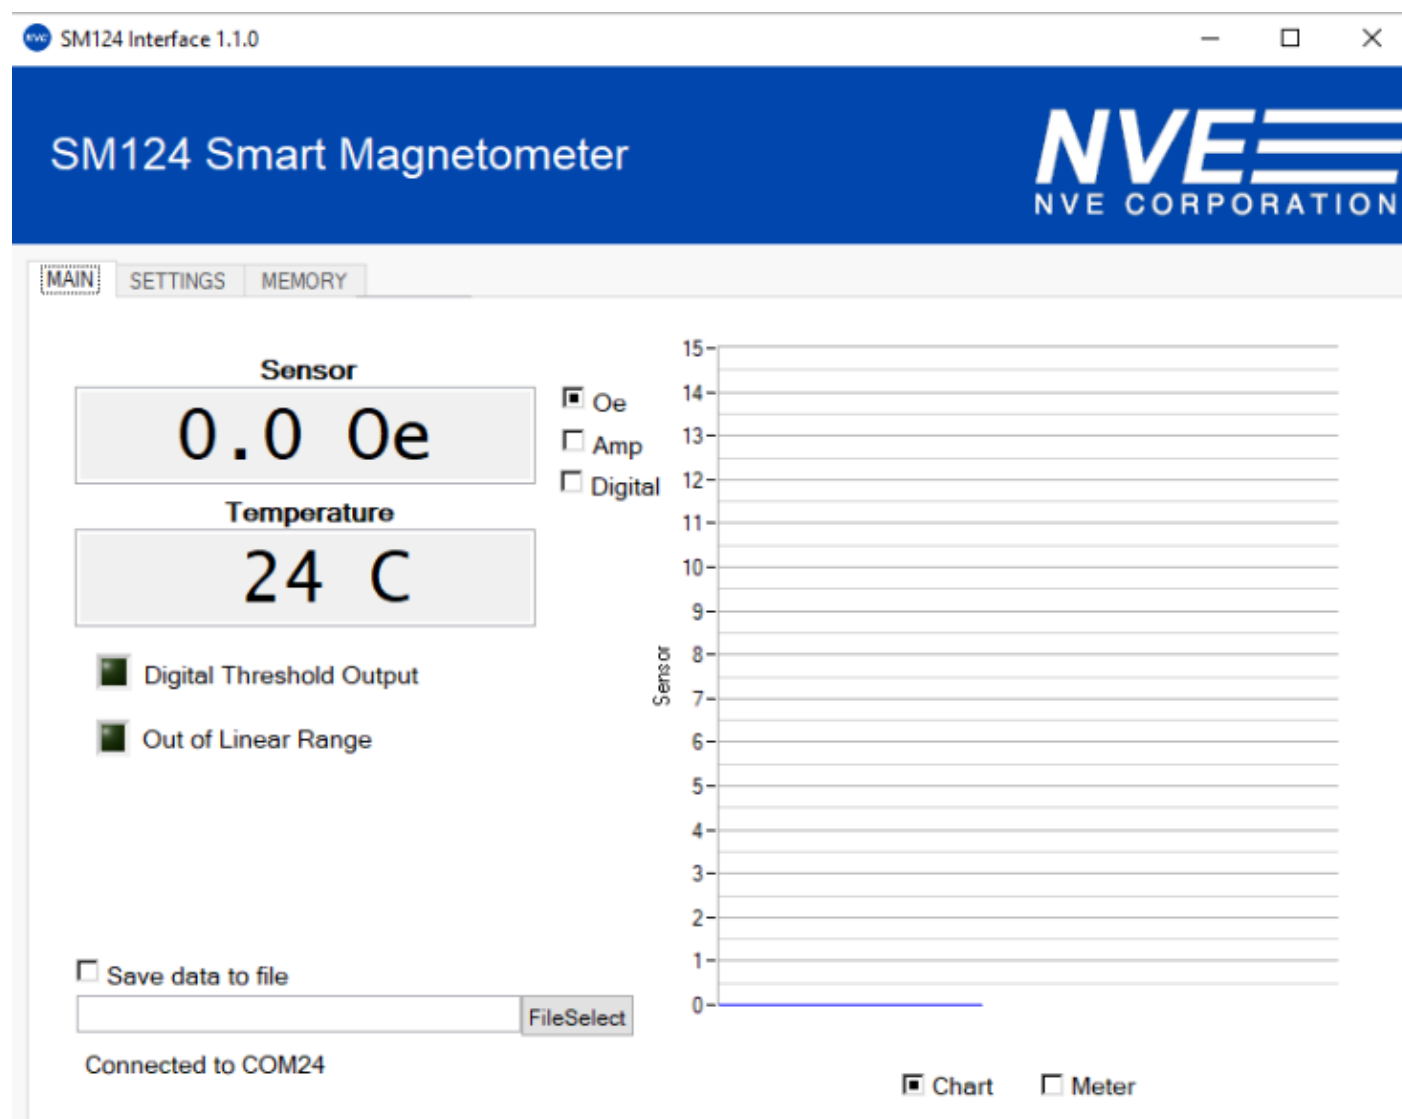 nve SM124 Interface 1.1.0
SM124 Smart Magnetometer
NVE
NVE CORPORATION
MAIN SETTINGS MEMORY
Sensor
0.0 Oe
Oe
Amp
Digital
Temperature
24 C
Digital Threshold Output
Out of Linear Range
Save data to file
FileSelect
Connected to COM24
15
14
13
12
11
10
9
8
7
6
5
4
3
2
1
0
Sensor
Chart Meter